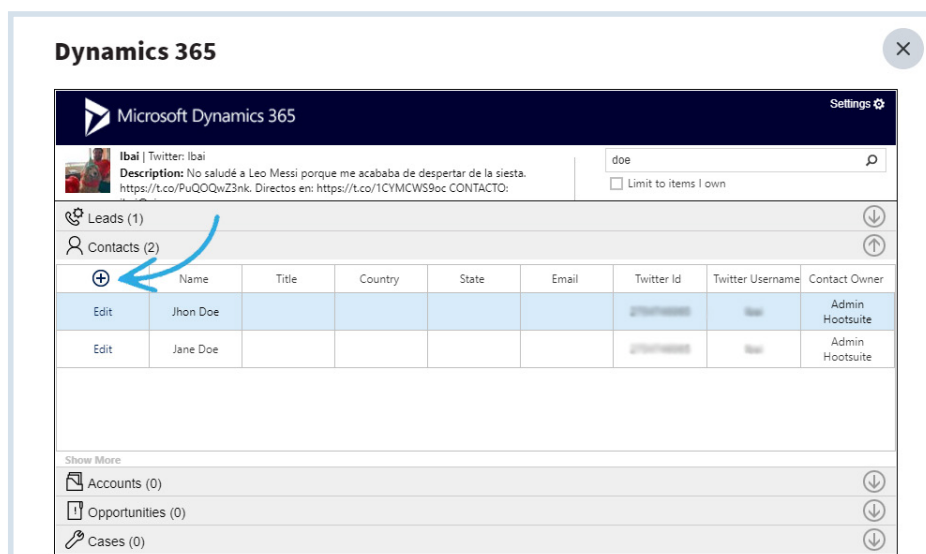 Dynamics 365
Microsoft Dynamics 365
Settings
Ibai | Twitter: Ibai
Description: No saludé a Leo Messi porque me acababa de despertar de la siesta.
https://t.co/PuQOQwZ3nk. Directos en: https://t.co/1CYMCWS9oc CONTACTO:
doe
Limit to items I own
Leads (1)
Contacts (2)
Name Title Country State Email Twitter Id Twitter Username Contact Owner
Edit Jhon Doe Admin Hootsuite
Edit Jane Doe Admin Hootsuite
Show More
Accounts (0)
Opportunities (0)
Cases (0)